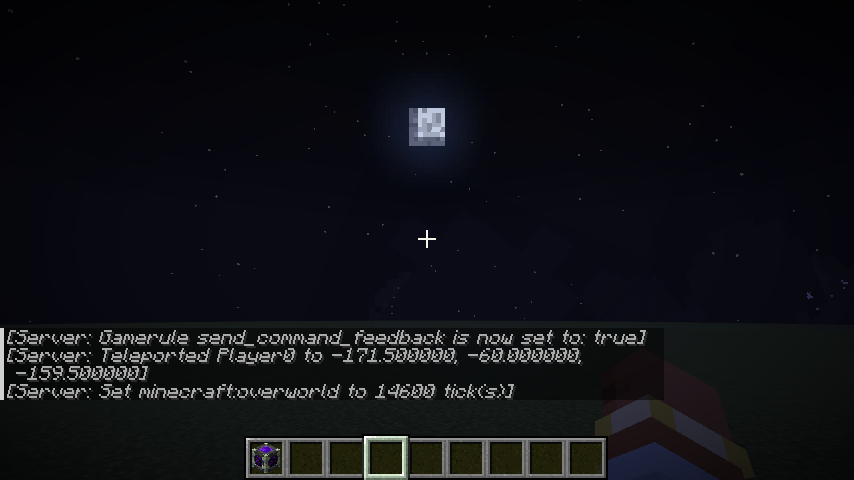 [Server: Gamerule send_command_feedback is now set to: true]
[Server: Teleported Player0 to -171.500000, -60.000000,
-159.500000]
[Server: Set minecraft:overworld to 14600 tick(s)]